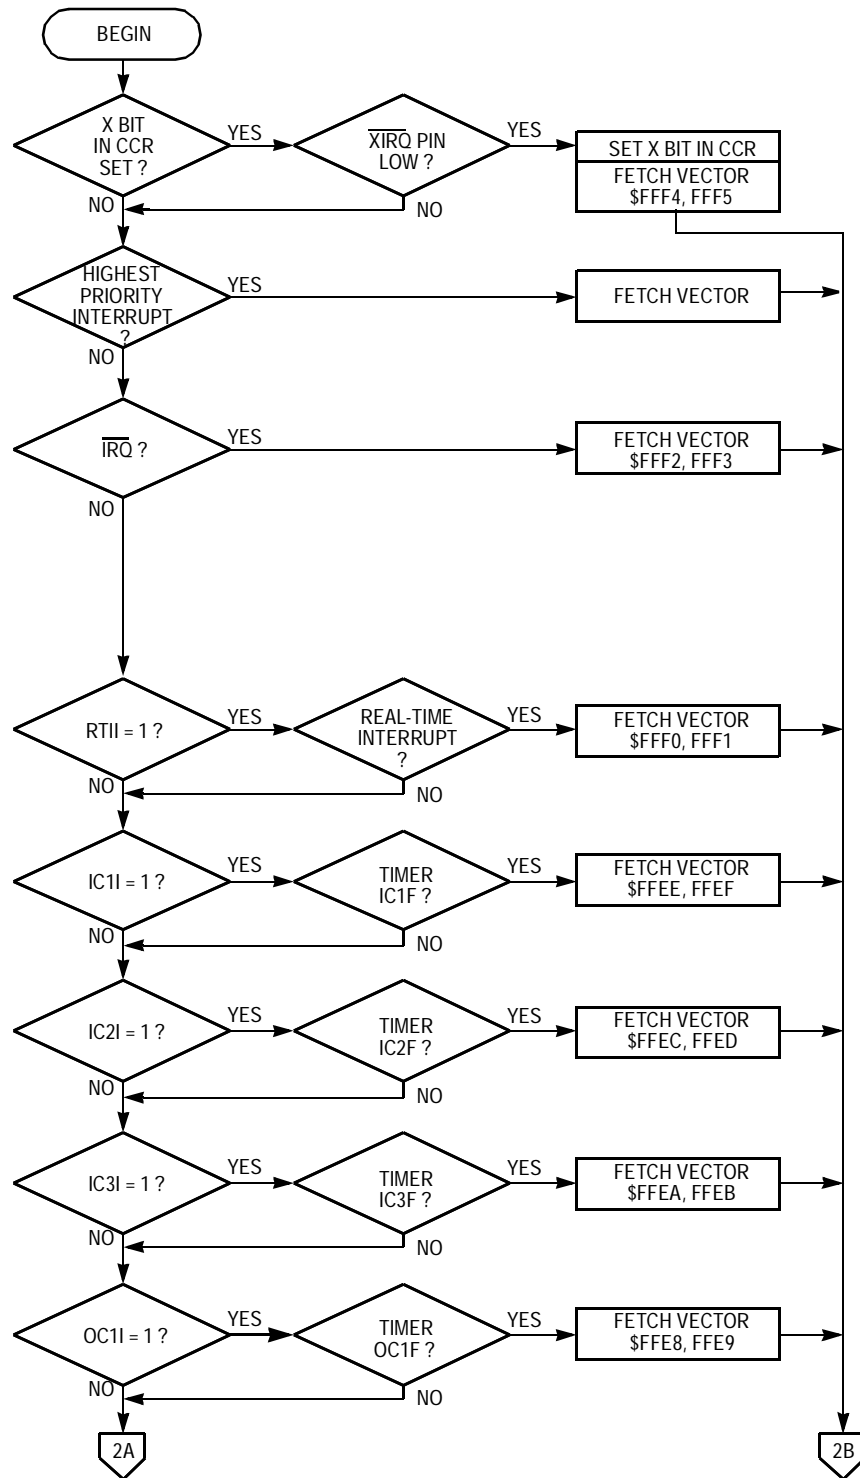 BEGIN
X BIT
IN CCR
SET ?
YES
XIRQ PIN
LOW ?
YES
SET X BIT IN CCR
FETCH VECTOR
$FFF4, FFF5
NO
NO
HIGHEST
PRIORITY
INTERRUPT
?
YES
FETCH VECTOR
NO
IRQ ?
YES
FETCH VECTOR
$FFF2, FFF3
NO
RTII = 1 ?
YES
REAL-TIME
INTERRUPT
?
YES
FETCH VECTOR
$FFF0, FFF1
NO
NO
IC1I = 1 ?
YES
TIMER
IC1F ?
YES
FETCH VECTOR
$FFEE, FFEF
NO
NO
IC2I = 1 ?
YES
TIMER
IC2F ?
YES
FETCH VECTOR
$FFEC, FFED
NO
NO
IC3I = 1 ?
YES
TIMER
IC3F ?
YES
FETCH VECTOR
$FFEA, FFEB
NO
NO
OC1I = 1 ?
YES
TIMER
OC1F ?
YES
FETCH VECTOR
$FFE8, FFE9
NO
NO
2A
2B